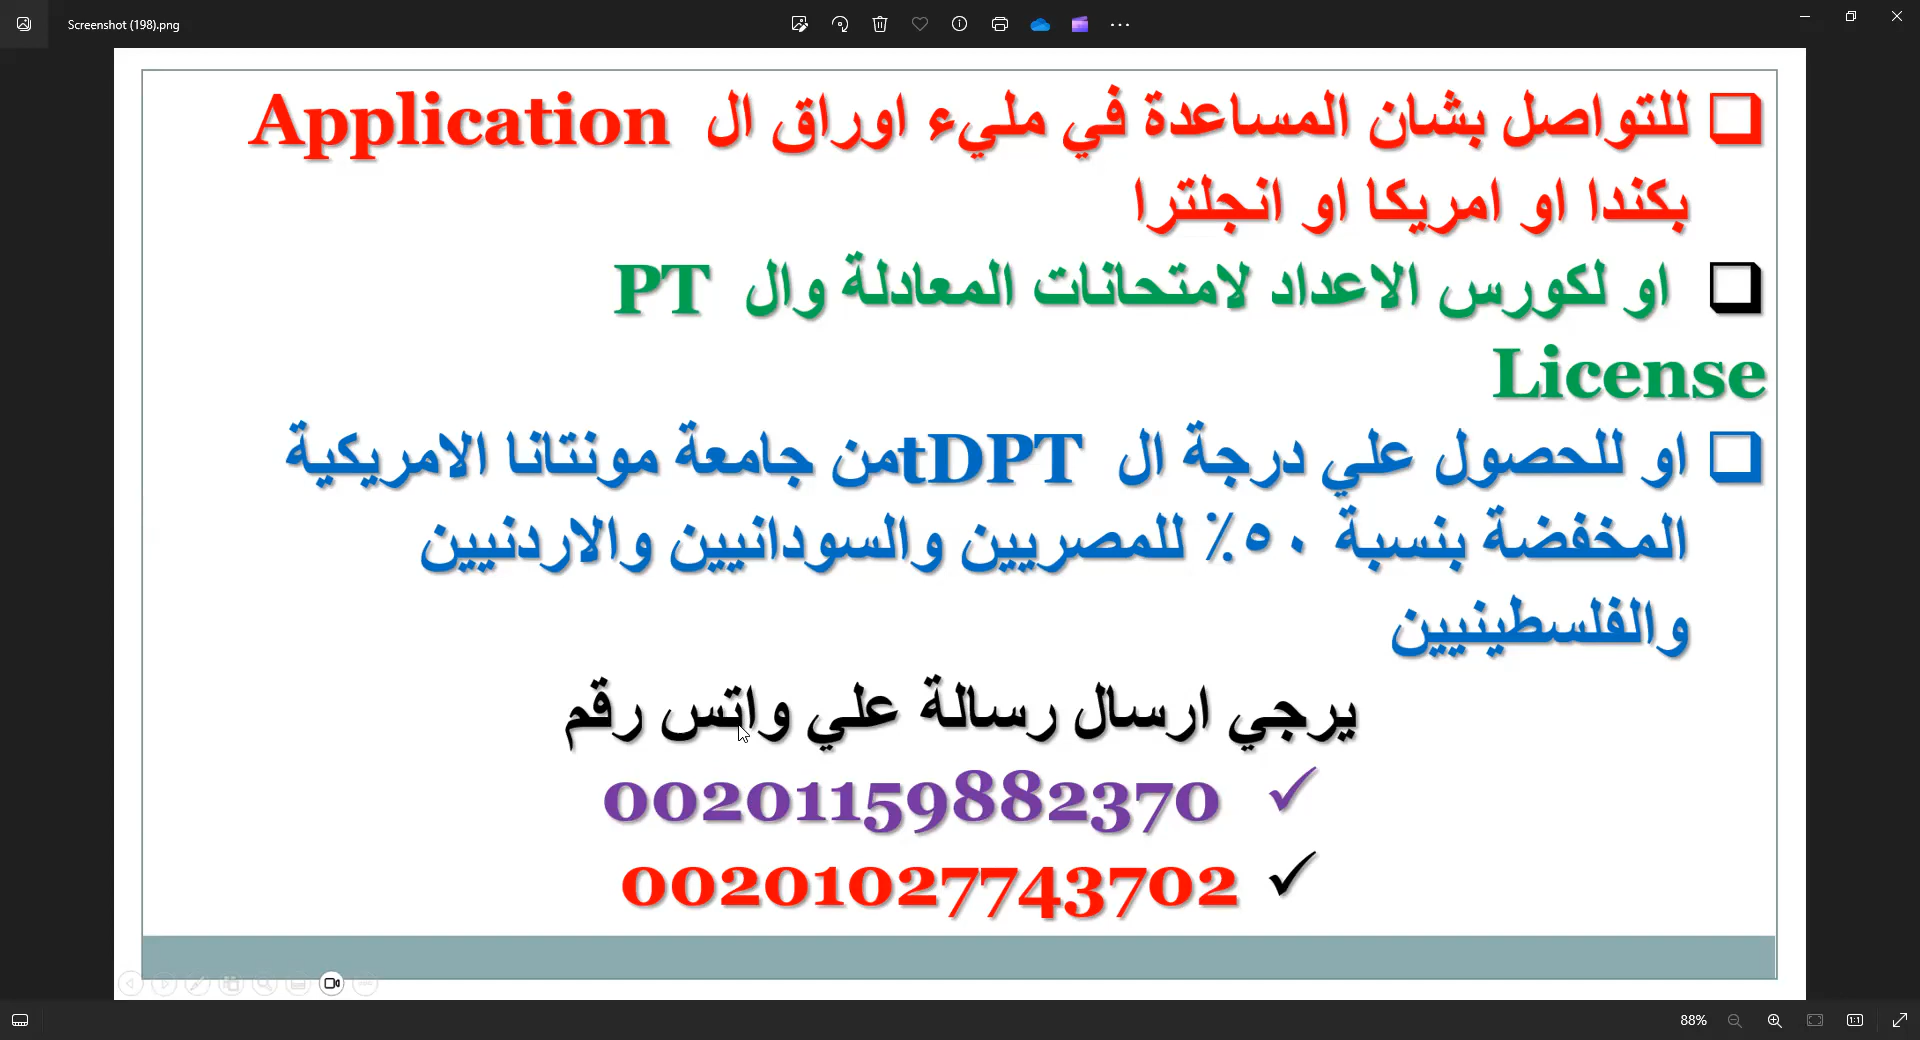 Screenshot (198).png
للتواصل بشان المساعدة في مليء اوراق ال Application
بكندا او امريكا او انجلترا
او لكورس الاعداد لامتحانات المعادلة وال PT
License
او للحصول علي درجة ال tDPTمن جامعة مونتانا الامريكية
المخفضة بنسبة ٥٠٪ للمصريين والسودانيين والاردنيين
والفلسطينيين
يرجي ارسال رسالة علي واتس رقم
00201159882370
00201027743702
88%